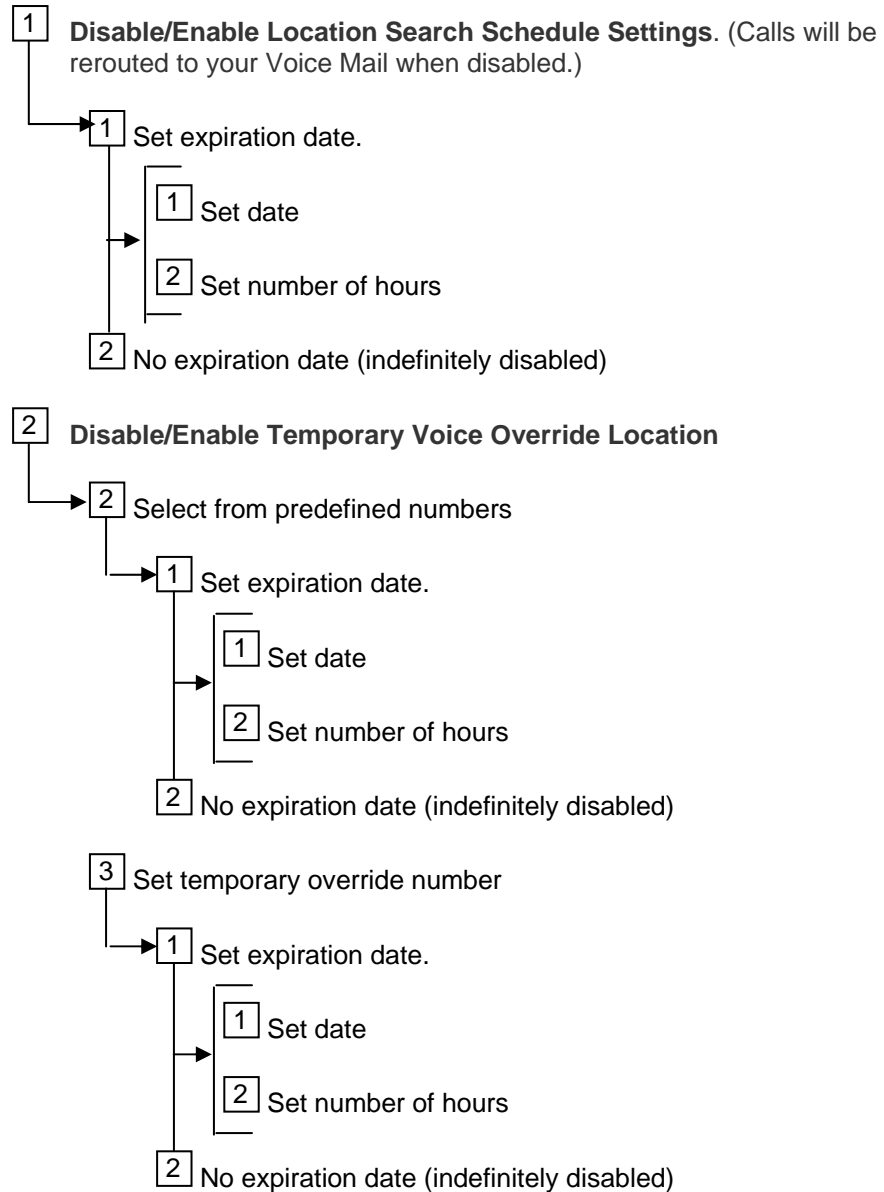 1 Disable/Enable Location Search Schedule Settings. (Calls will be
rerouted to your Voice Mail when disabled.)
1 Set expiration date.
1 Set date
2 Set number of hours
2 No expiration date (indefinitely disabled)
2 Disable/Enable Temporary Voice Override Location
2 Select from predefined numbers
1 Set expiration date.
1 Set date
2 Set number of hours
2 No expiration date (indefinitely disabled)
3 Set temporary override number
1 Set expiration date.
1 Set date
2 Set number of hours
2 No expiration date (indefinitely disabled)